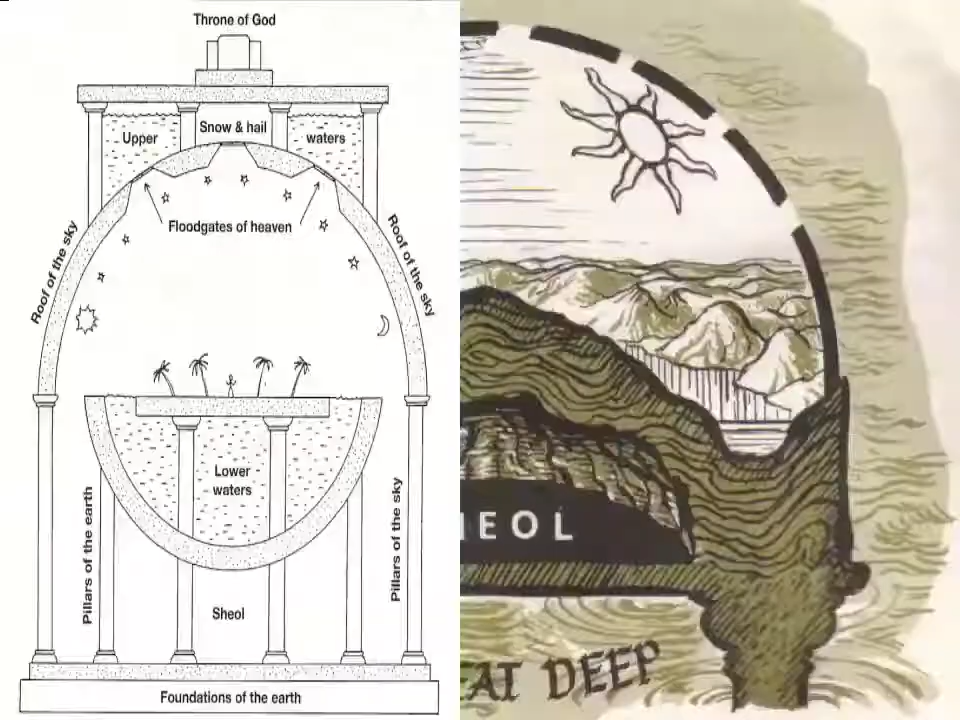 Throne of God
Upper
Snow & hail
waters
Floodgates of heaven
Roof of the sky
Roof of the sky
Lower
waters
Pillars of the earth
Pillars of the sky
Sheol
Foundations of the earth
EOL
DEEP